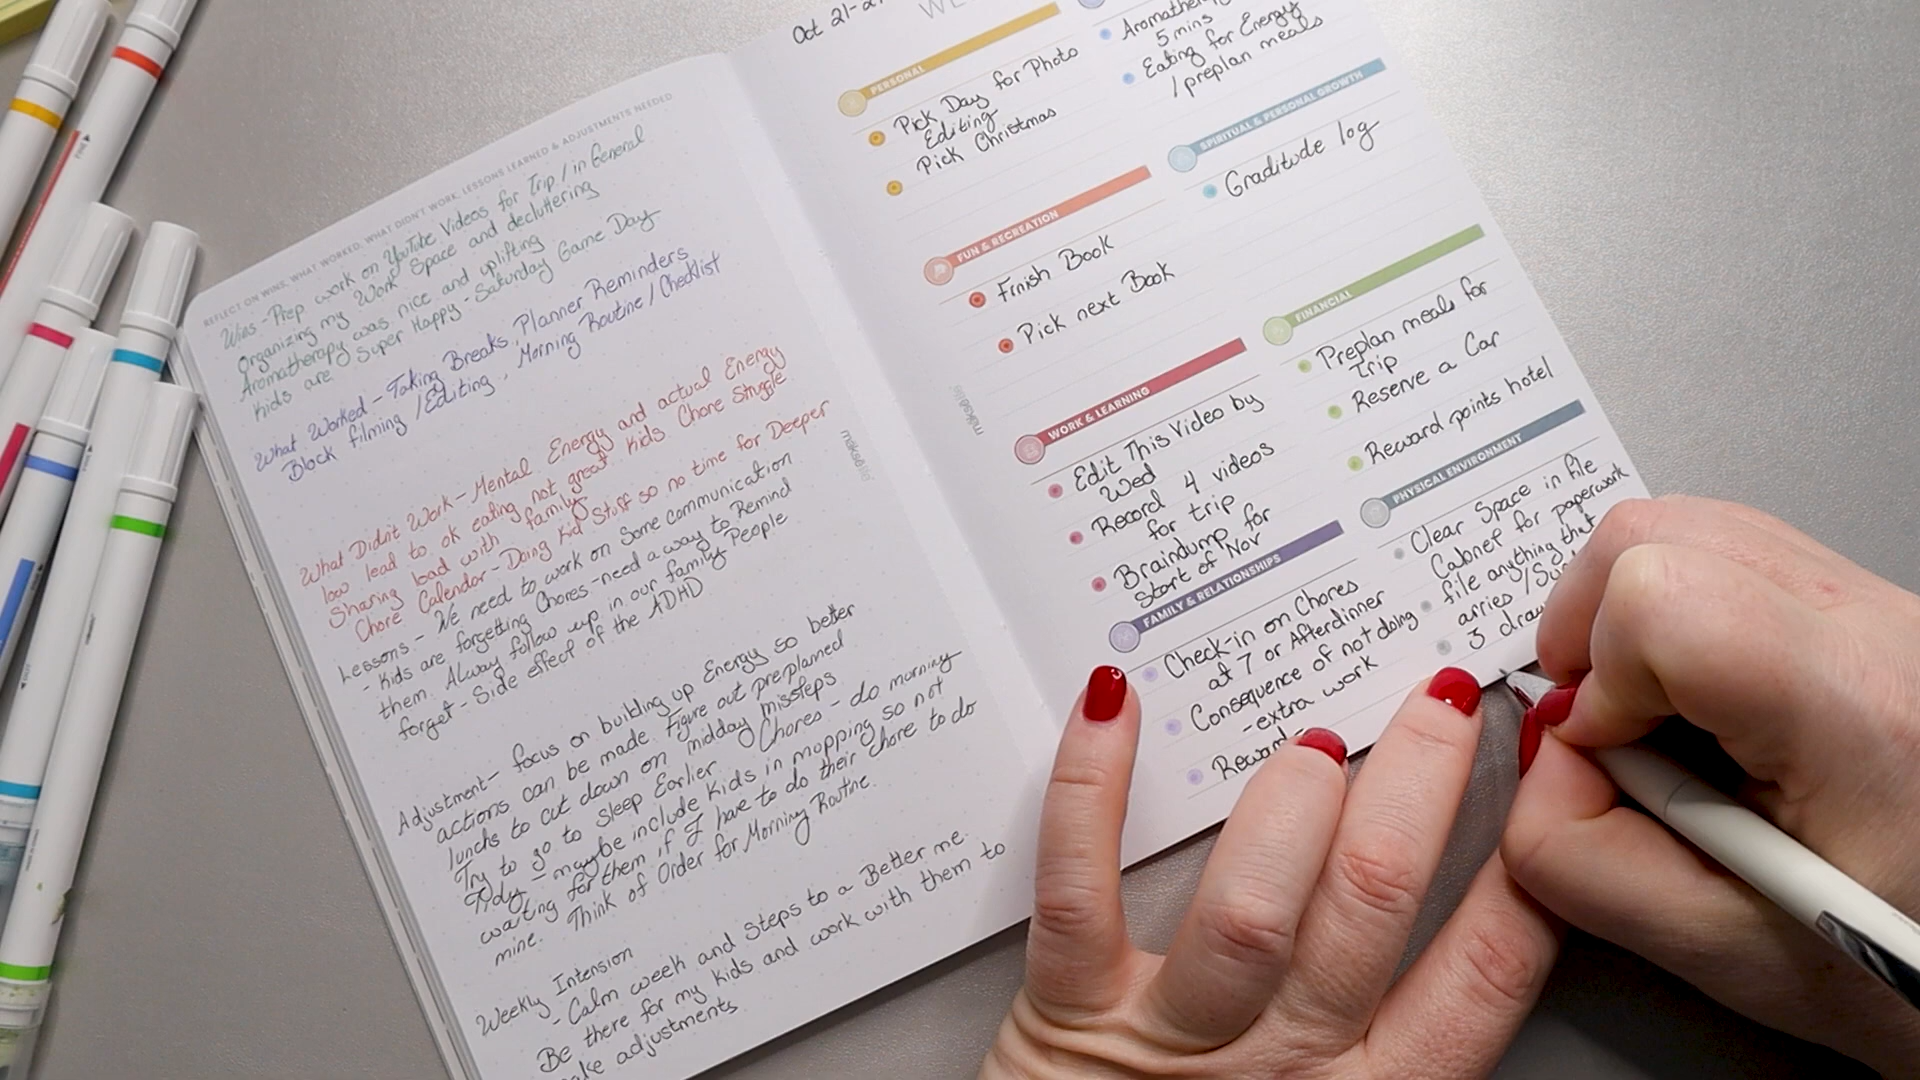 REFLECT ON WINS, WHAT WORKED, WHAT DIDN'T WORK, LESSONS LEARNED & ADJUSTMENTS NEEDED
Wins - Prep work on YouTube Videos for Trip / in General
Organizing my Work Space and decluttering
Aromatherapy was nice and uplifting
Kids are Super Happy - Saturday Game Day
What Worked - Taking Breaks, Planner Reminders
Block filming / Editing, Morning Routine / Checklist
What Didn't Work - Mental Energy and actual Energy
low lead to ok eating not great. Kids Chore Struggle
Sharing load with family
Chore Calendar - Doing Kid Stuff so no time for Deeper
Lessons - We need to work on Some communication
- Kids are forgetting Chores - need a way to Remind
them. Alway follow up in our family People
forget - Side effect of the ADHD
Adjustment - focus on building up Energy so better
actions can be made. Figure out preplanned
lunchs to cut down on midday missteps.
Try to go to sleep Earlier
Tidy - maybe include Kids in mopping so not
Chores - do morning
waiting for them if I have to do their Chore to do
mine. Think of Order for Morning Routine.
Weekly Intension
- Calm week and Steps to a Better me.
Be there for my Kids and work with them to
adjustments
Oct 21-2
PERSONAL
Pick Day for Photo
Editing
Pick Christmas
FUN & RECREATION
Finish Book
Pick next Book
WORK & LEARNING
Edit This Video by
Wed
Record 4 videos
for trip
Braindump for
Start of Nov
FAMILY & RELATIONSHIPS
Check-in on Chores
at 7 or Afterdinner
Consequence of not doing
- extra work
Reward -
5 mins
Eating for Energy
/ preplan meals
SPIRITUAL & PERSONAL GROWTH
Graditude log
FINANCIAL
Preplan meals for
Trip
Reserve a Car
Reward points hotel
PHYSICAL ENVIRONMENT
Clear Space in File
Cabnet for paperwork
file anything that
arries /
3